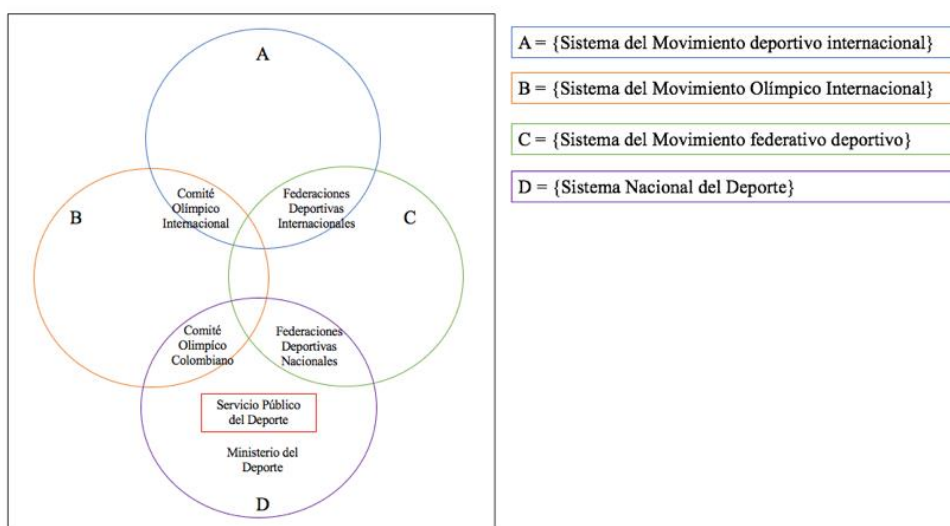 A
B
C
D
Comité
Olímpico
Internacional
Federaciones
Deportivas
Internacionales
Comité
Olimpíco
Colombiano
Federaciones
Deportivas
Nacionales
Servicio Público
del Deporte
Ministerio del
Deporte
A = {Sistema del Movimiento deportivo internacional}
B = {Sistema del Movimiento Olímpico Internacional}
C = {Sistema del Movimiento federativo deportivo}
D = {Sistema Nacional del Deporte}